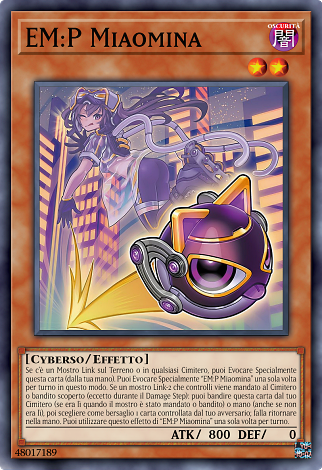 EM:P Miaomina
OSCURITÀ
闇
[Cyberso/Effetto]
Se c'è un Mostro Link sul Terreno o in qualsiasi Cimitero, puoi Evocare Specialmente
questa carta (dalla tua mano). Puoi Evocare Specialmente "EM:P Miaomina" una sola volta
per turno in questo modo. Se un mostro Link-2 che controlli viene mandato al Cimitero
o bandito scoperto (eccetto durante il Damage Step): puoi bandire questa carta dal tuo
Cimitero (se era lì quando il mostro è stato mandato o bandito) o mano (anche se non
era lì), poi scegliere come bersaglio 1 carta controllata dal tuo avversario; falla ritornare
nella mano. Puoi utilizzare questo effetto di "EM:P Miaomina" una sola volta per turno.
ATK/ 800 DEF/ 0
48017189